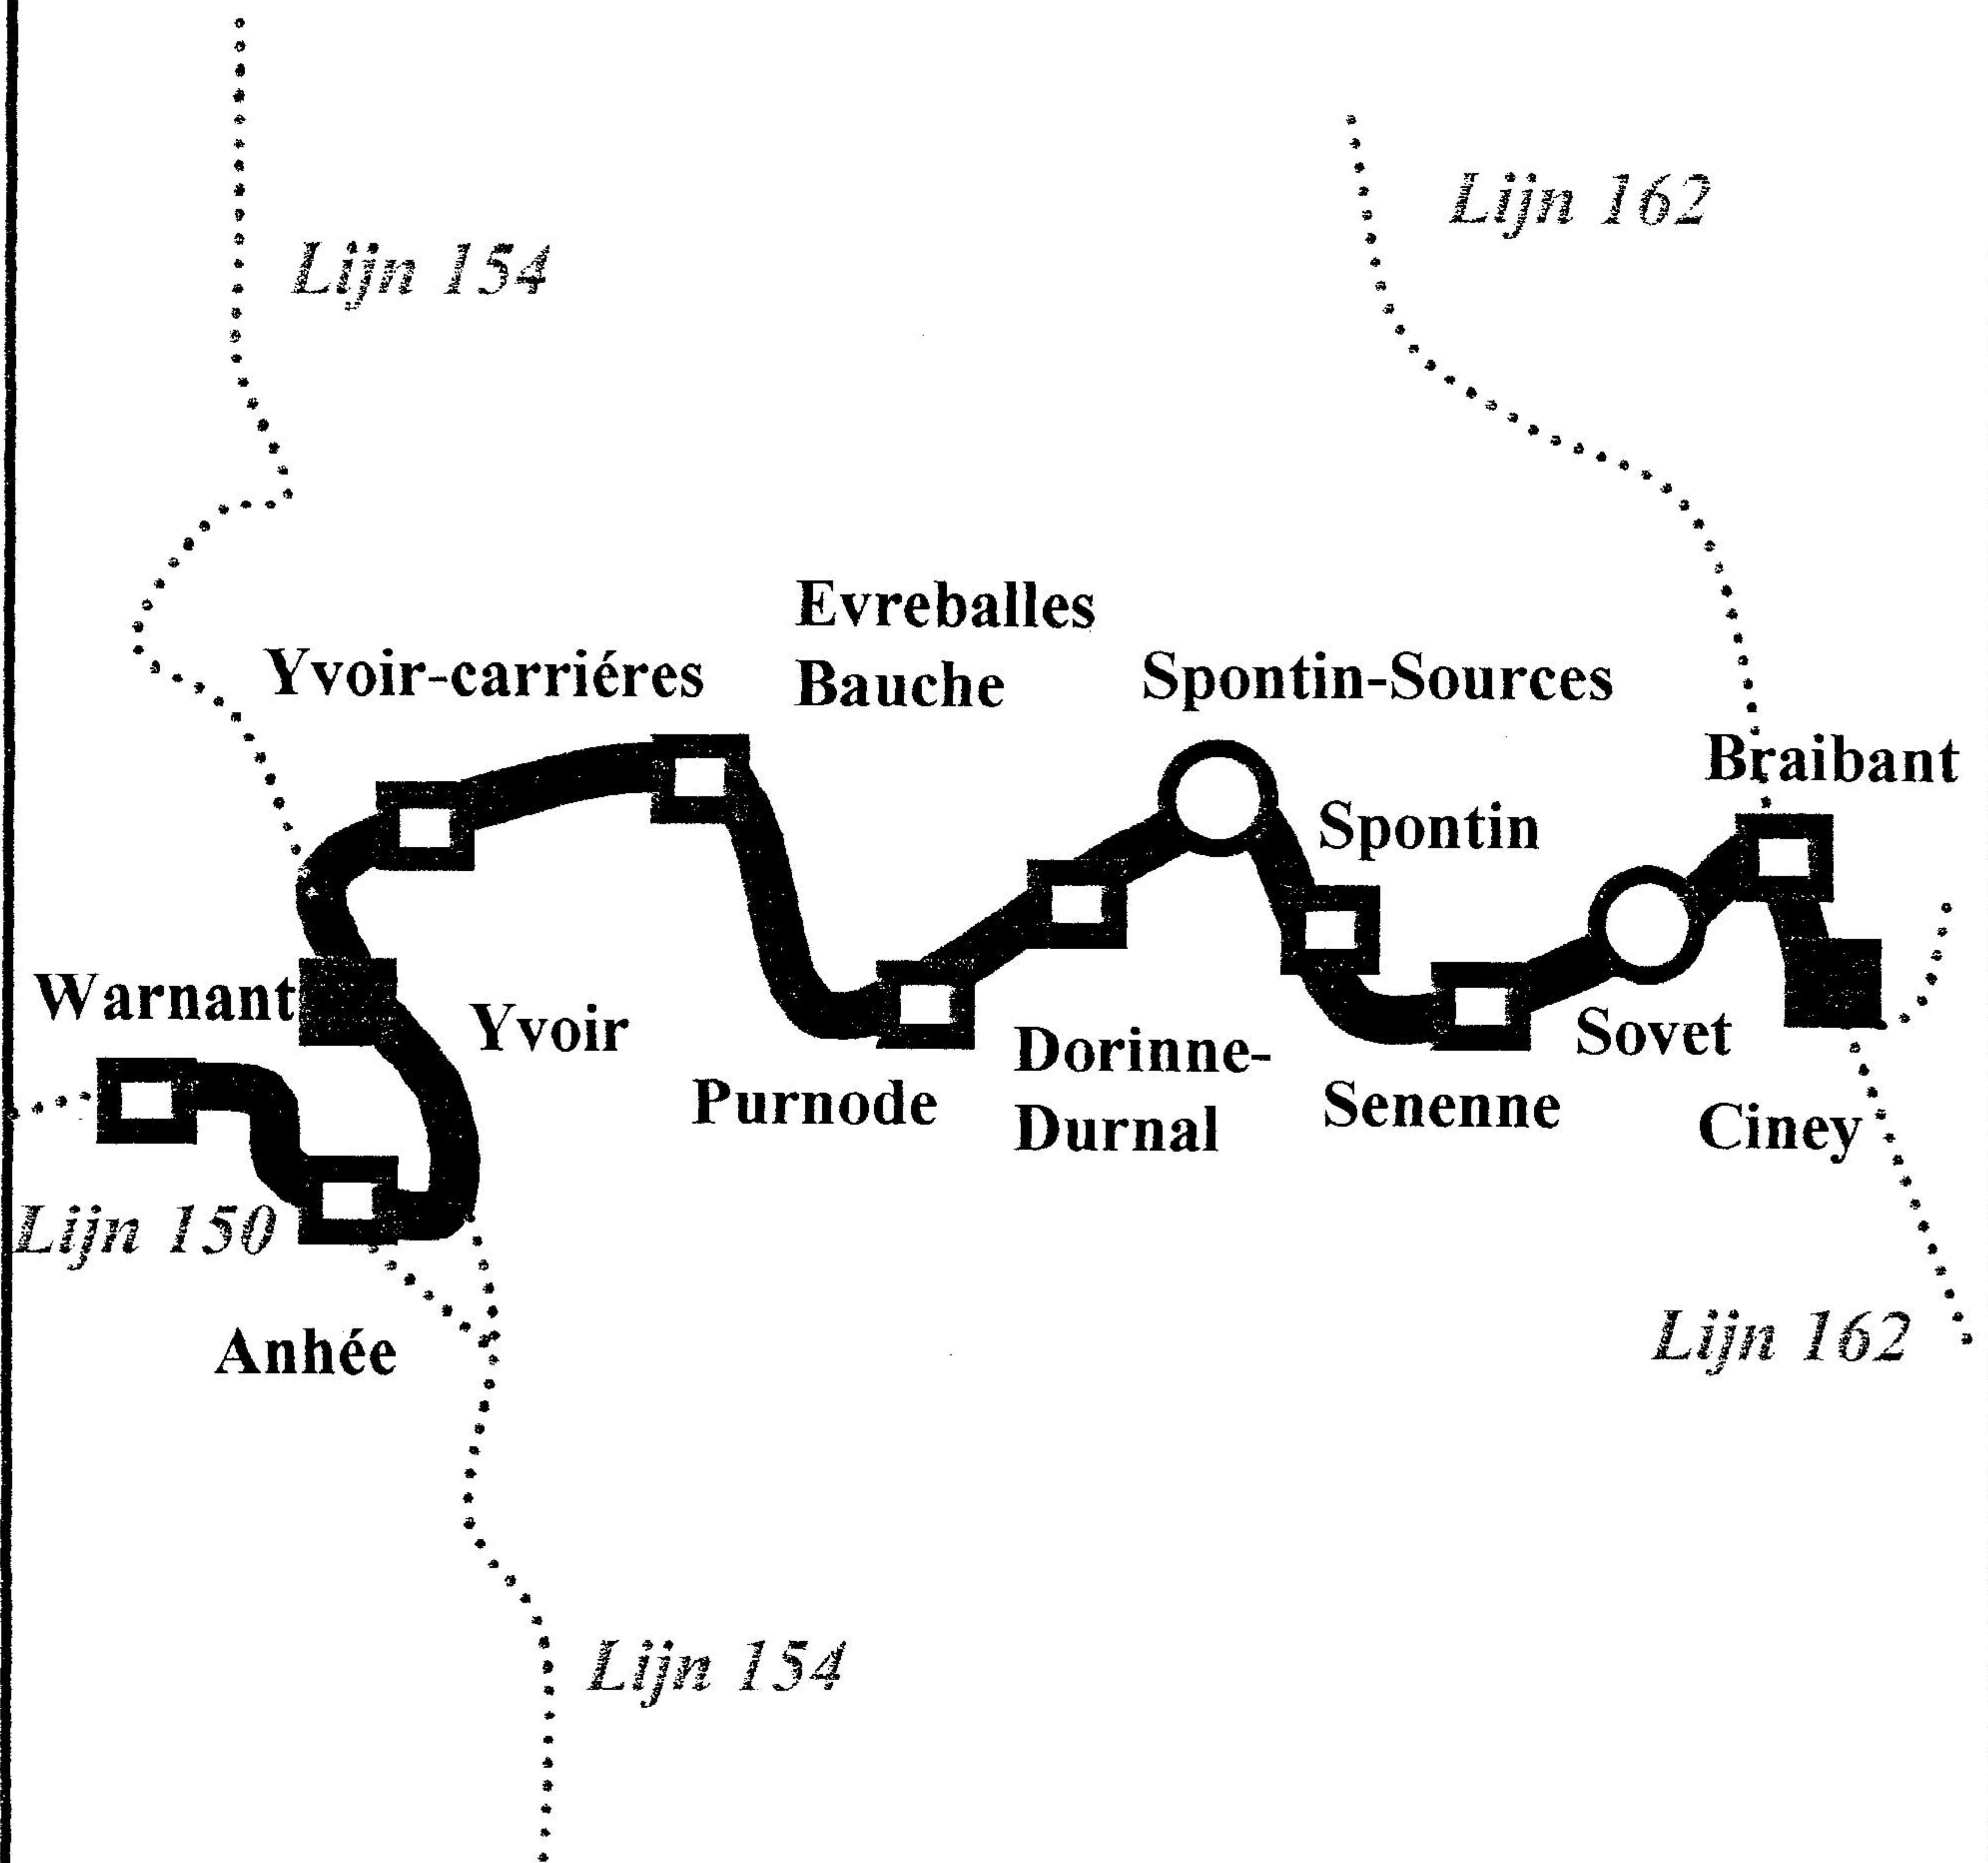 Lijn 162
Lijn 154
Evreballes
Bauche
Yvoir-carriéres
Spontin-Sources
Braibant
Spontin
Warnant
Yvoir
Sovet
Dorinne-
Durnal
Purnode
Senenne
Ciney
Lijn 150
Anhée
Lijn 162
Lijn 154